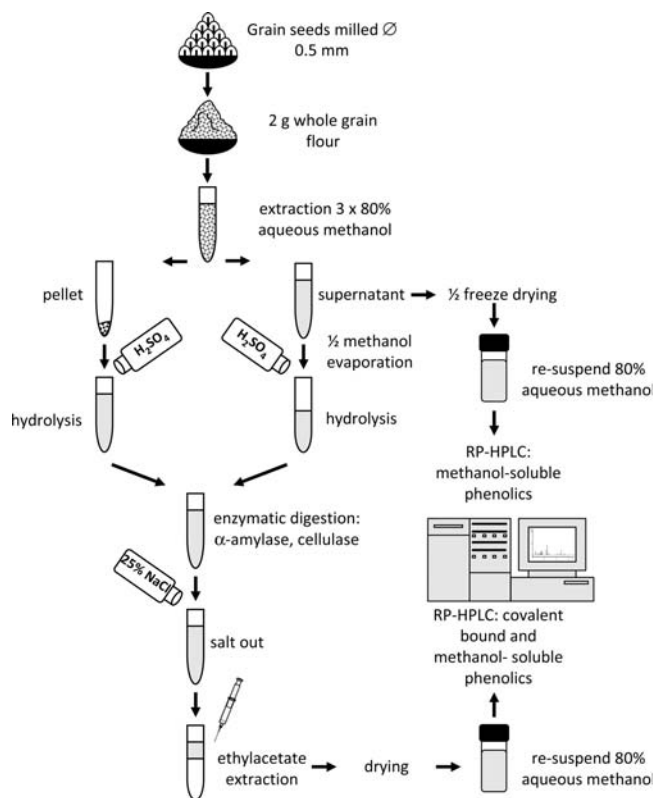 Grain seeds milled Ø
0.5 mm
2 g whole grain
flour
extraction 3 x 80%
aqueous methanol
pellet
supernatant
½ freeze drying
H₂SO₄
H₂SO₄
½ methanol
evaporation
re-suspend 80%
aqueous methanol
hydrolysis
hydrolysis
RP-HPLC:
methanol-soluble
phenolics
enzymatic digestion:
α-amylase, cellulase
25% NaCl
RP-HPLC: covalent
bound and
methanol- soluble
phenolics
salt out
ethylacetate
extraction
drying
re-suspend 80%
aqueous methanol